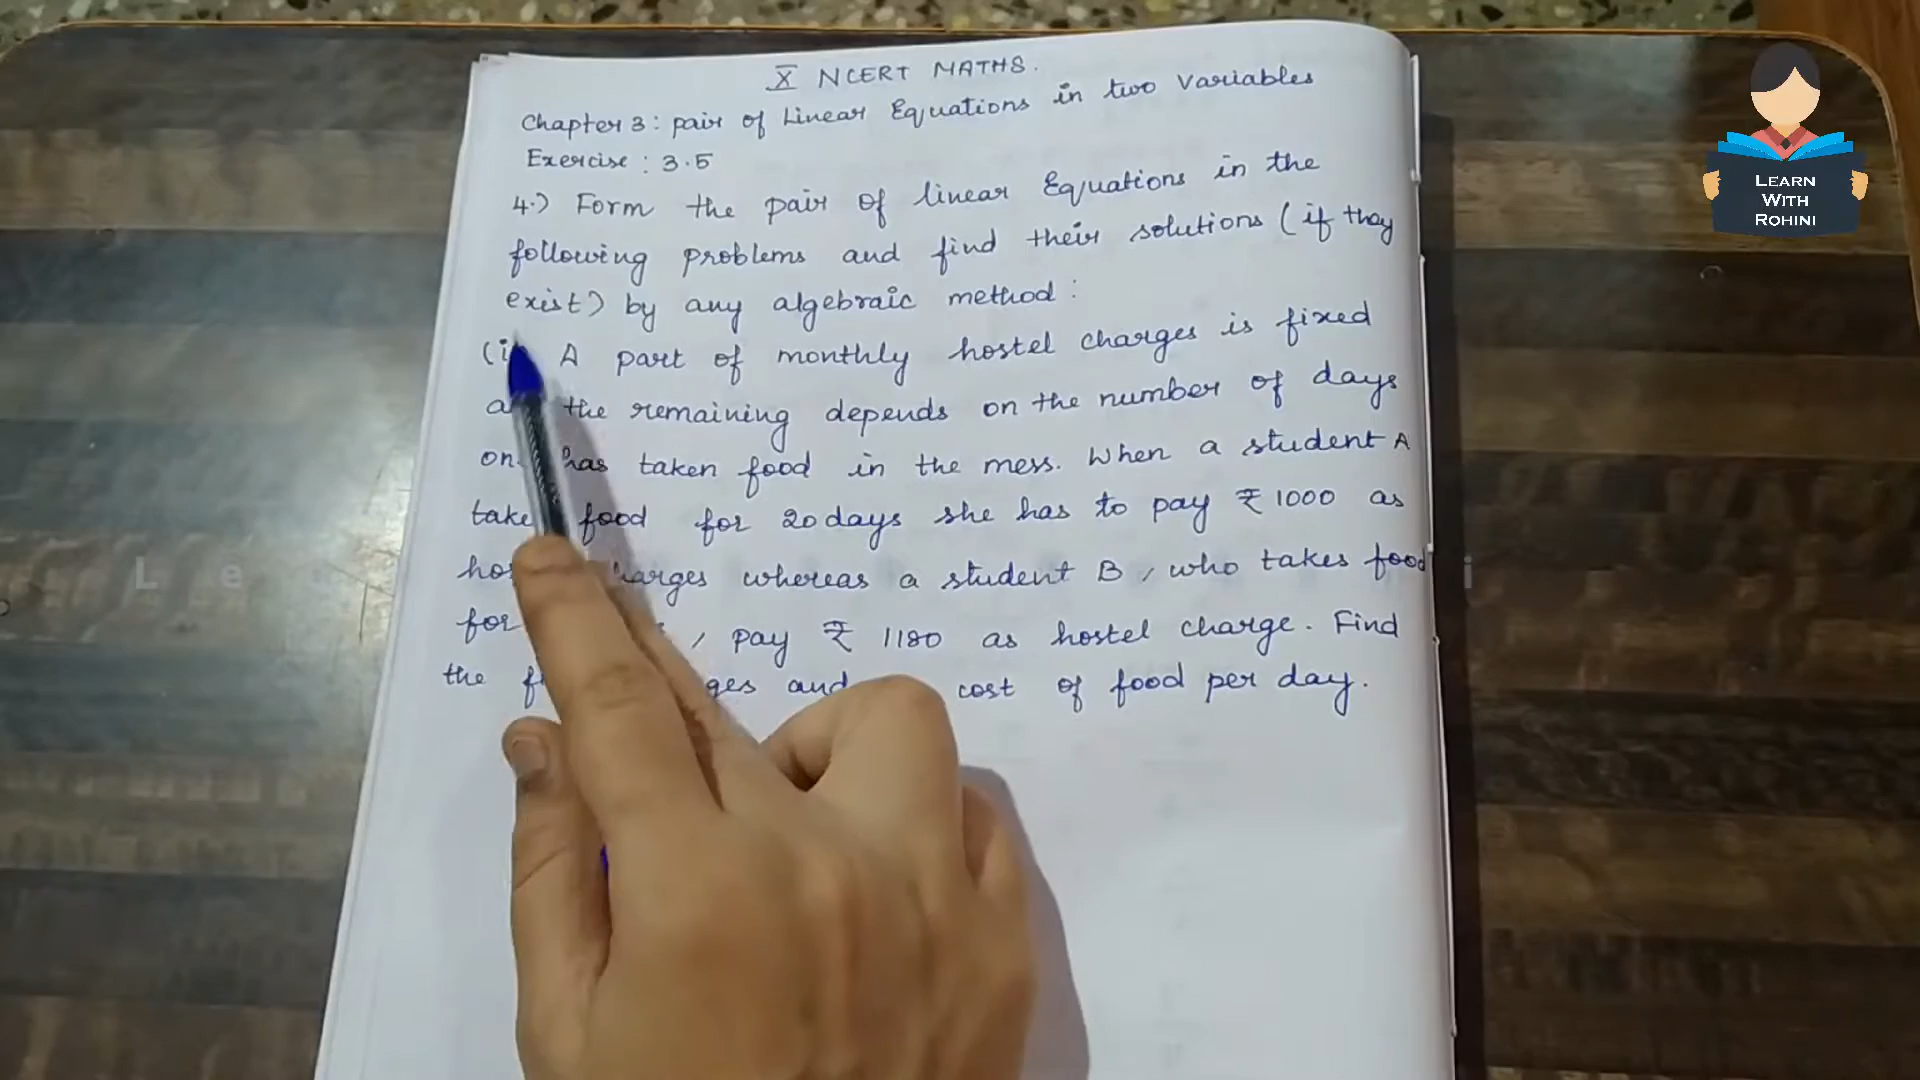 X NCERT MATHS.
Chapter 3: pair of Linear Equations in two Variables
Exercise: 3.5
4.) Form the pair of linear Equations in the
following problems and find their solutions (if they
exist) by any algebraic method:
A part of monthly hostel charges is fixed
the remaining depends on the number of days
has taken food in the mess. When a student A
take food for 20 days she has to pay ₹ 1000 as
whereas a student B, who takes food
for , pay ₹ 1180 as hostel charge. Find
the and cost of food per day.
LEARN
WITH
ROHINI